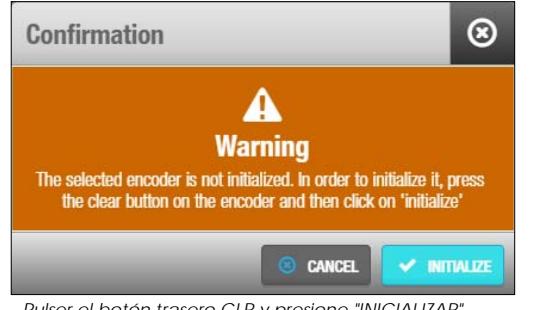 Confirmation
Warning
The selected encoder is not initialized. In order to initialize it, press
the clear button on the encoder and then click on 'initialize'
CANCEL
INITIALIZE
Pulser el botón trasero CLR y presione "INICIALIZAR"